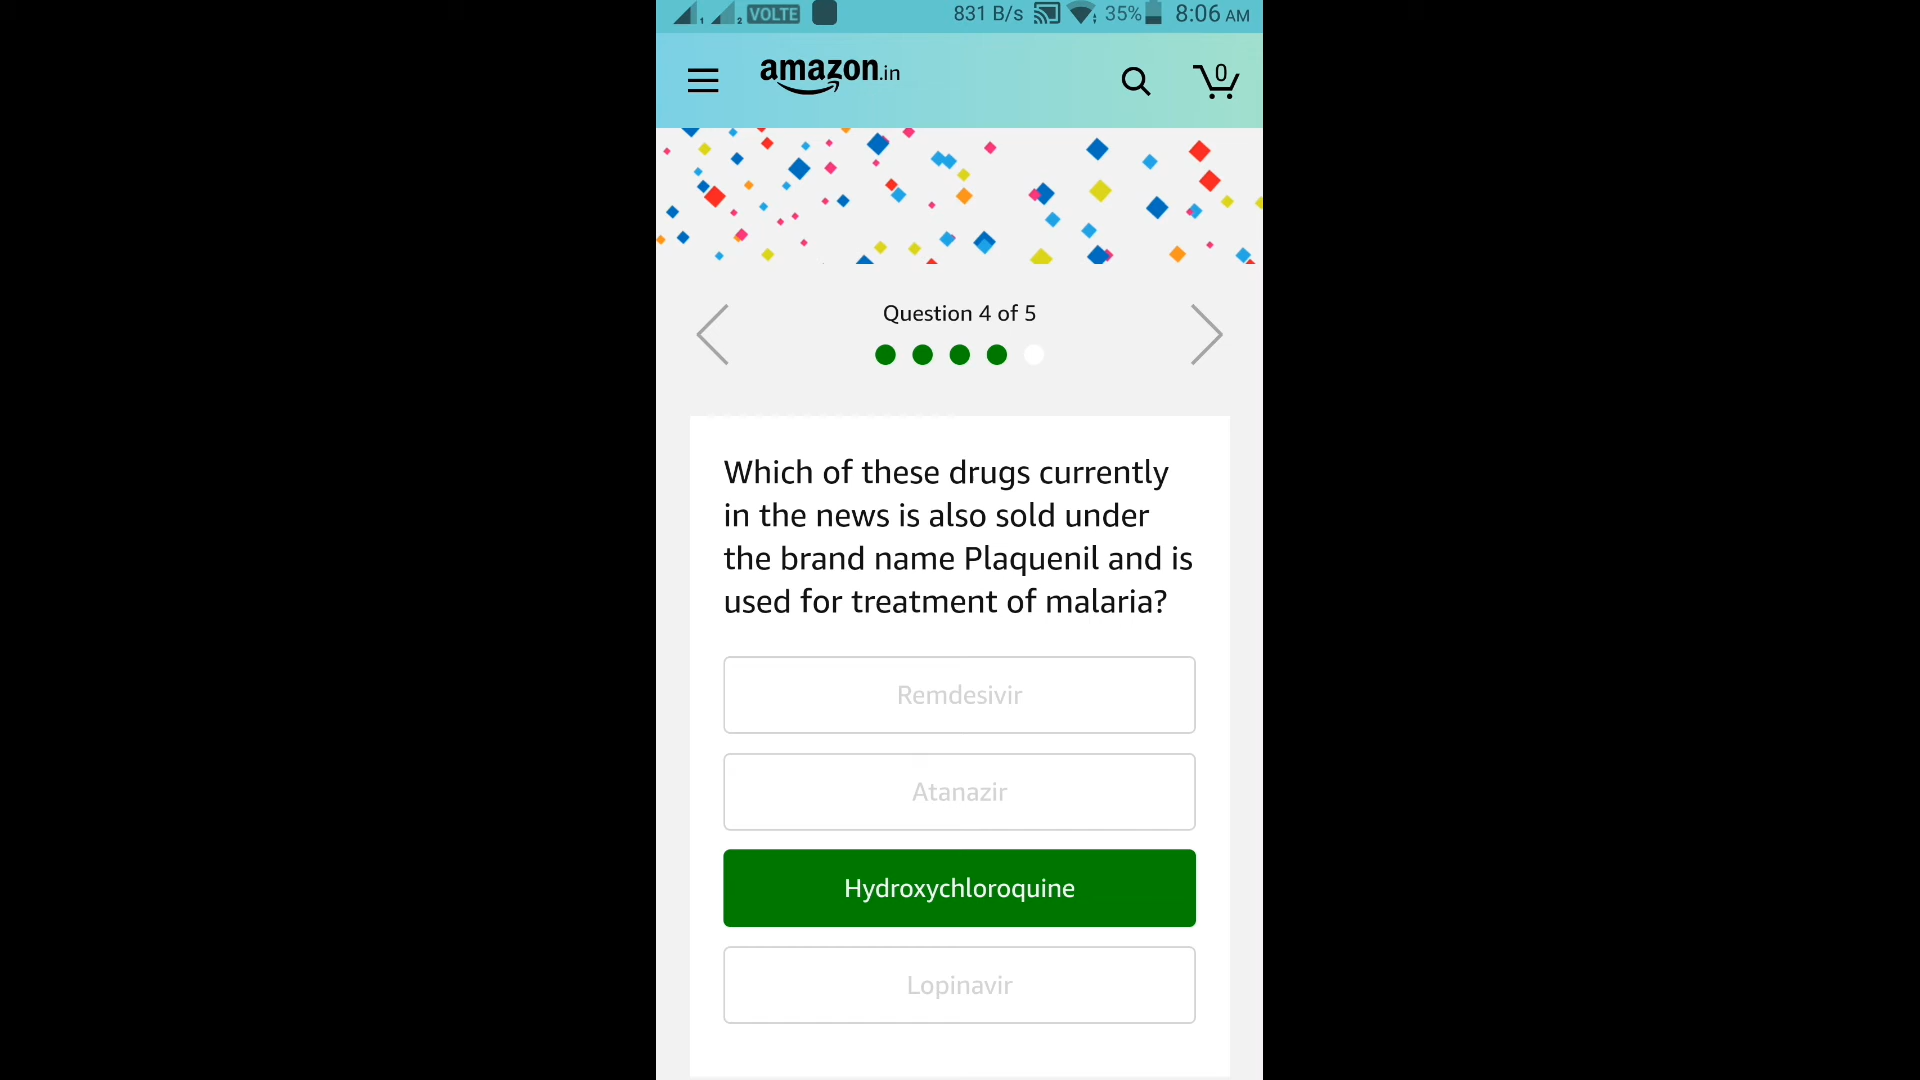 1 2 VOLTE 831 B/s 35% 8:06 AM
amazon.in 0
Question 4 of 5
Which of these drugs currently
in the news is also sold under
the brand name Plaquenil and is
used for treatment of malaria?
Remdesivir
Atanazir
Hydroxychloroquine
Lopinavir